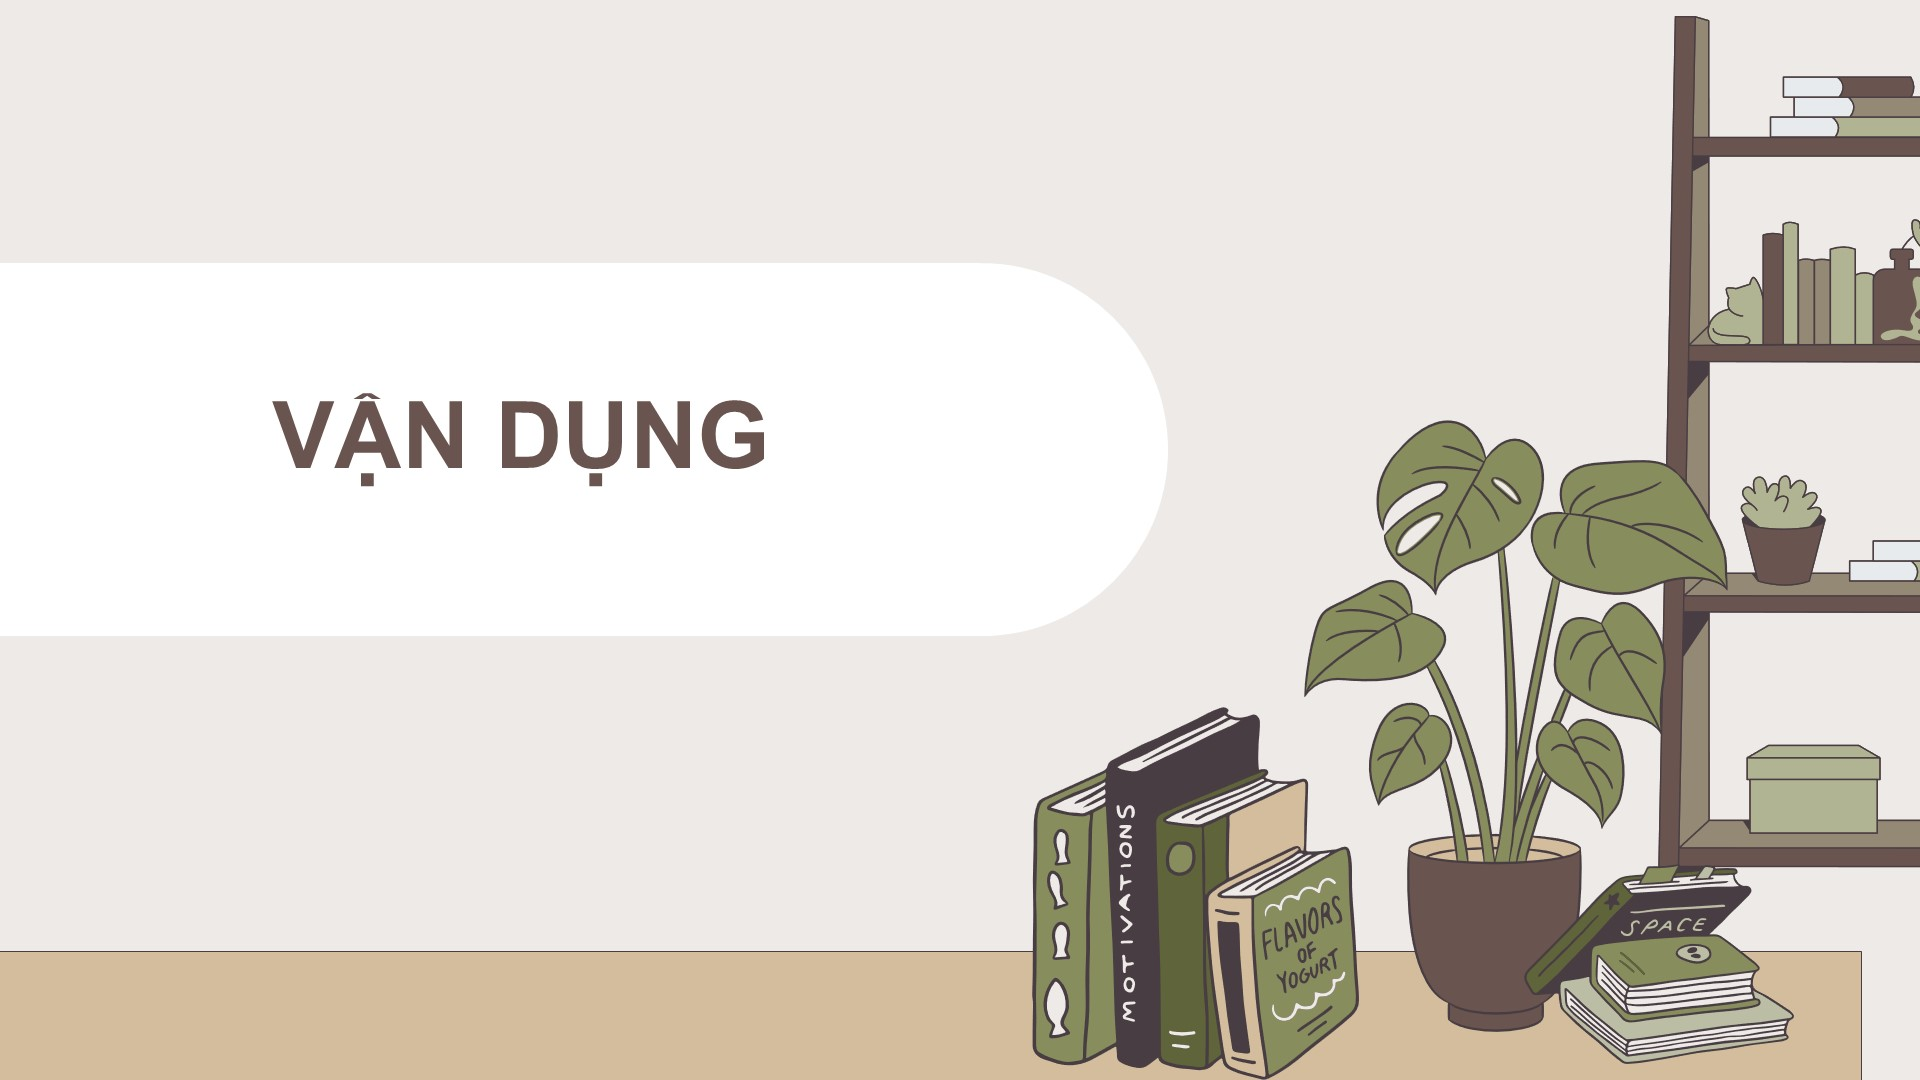 VẬN DỤNG
MOTIVATIONS
FLAVORS
OF
YOGURT
SPACE